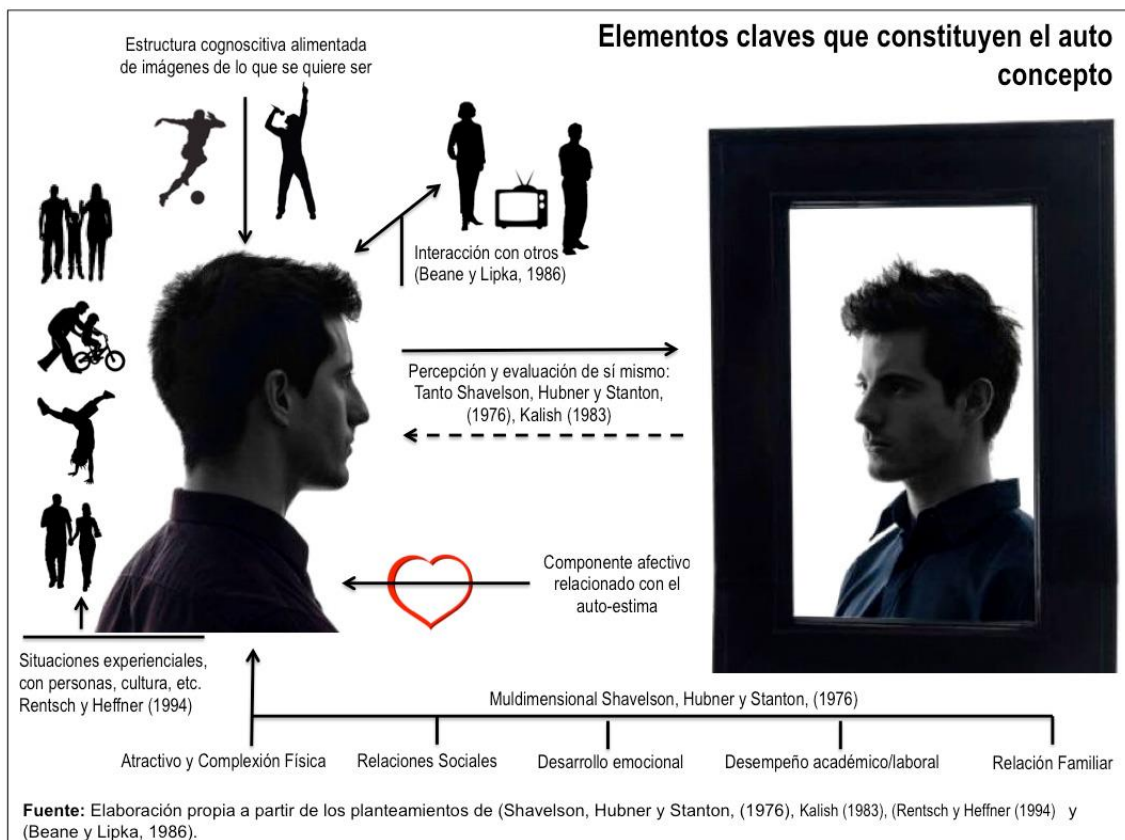 Elementos claves que constituyen el auto
concepto
Estructura cognoscitiva alimentada
de imágenes de lo que se quiere ser
Interacción con otros
(Beane y Lipka, 1986)
Percepción y evaluación de sí mismo:
Tanto Shavelson, Hubner y Stanton,
(1976), Kalish (1983)
Componente afectivo
relacionado con el
auto-estima
Situaciones experienciales,
con personas, cultura, etc.
Rentsch y Heffner (1994)
Muldimensional Shavelson, Hubner y Stanton, (1976)
Atractivo y Complexión Física
Relaciones Sociales
Desarrollo emocional
Desempeño académico/laboral
Relación Familiar
Fuente: Elaboración propia a partir de los planteamientos de (Shavelson, Hubner y Stanton, (1976), Kalish (1983), (Rentsch y Heffner (1994) y
(Beane y Lipka, 1986).